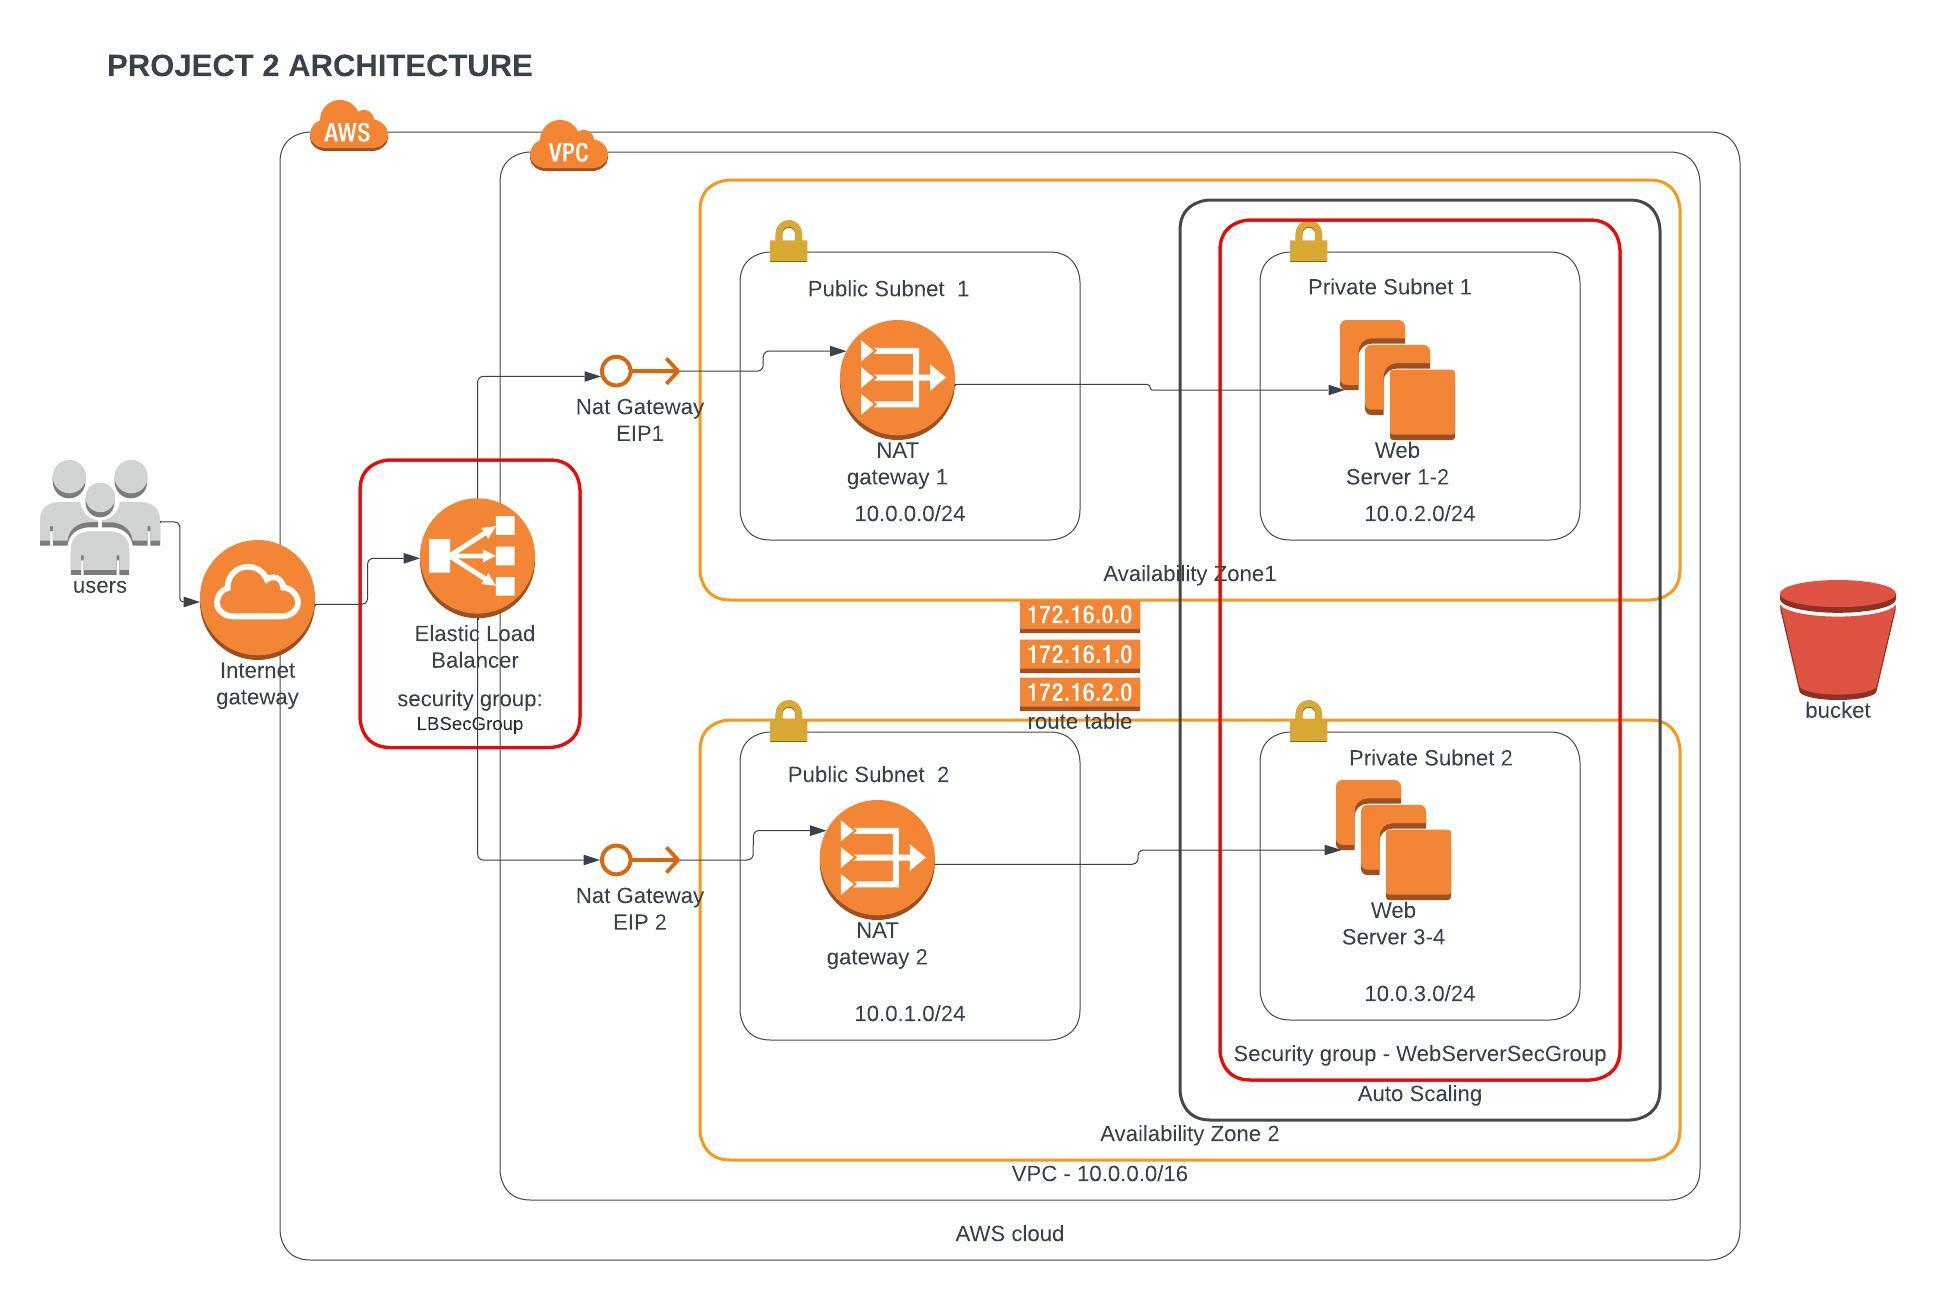 PROJECT 2 ARCHITECTURE
AWS
VPC
Public Subnet 1
Private Subnet 1
Nat Gateway
EIP1
NAT
gateway 1
10.0.0.0/24
Web
Server 1-2
10.0.2.0/24
Availability Zone1
users
Internet
gateway
Elastic Load
Balancer
security group:
LBSecGroup
172.16.0.0
172.16.1.0
172.16.2.0
route table
bucket
Public Subnet 2
Private Subnet 2
Nat Gateway
EIP 2
NAT
gateway 2
10.0.1.0/24
Web
Server 3-4
10.0.3.0/24
Security group - WebServerSecGroup
Auto Scaling
Availability Zone 2
VPC - 10.0.0.0/16
AWS cloud